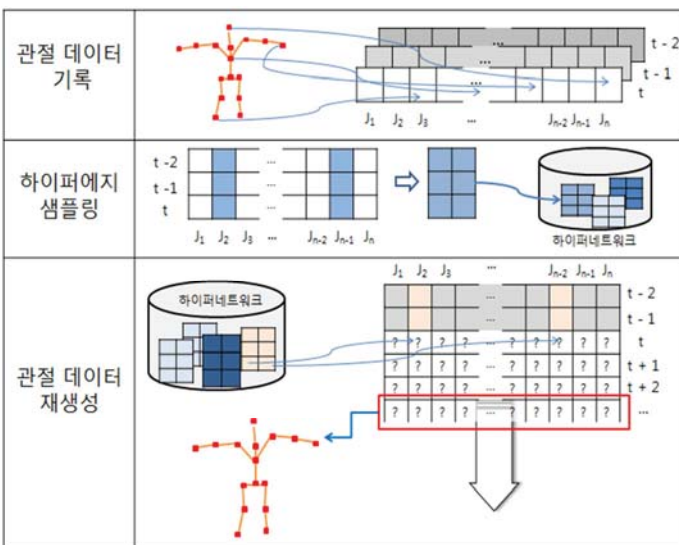 관절 데이터
기록
...
t - 2
...
t - 1
...
t
J1 J2 J3 ... Jn-2 Jn-1 Jn
하이퍼에지
샘플링
t - 2 ...
t - 1 ...
t ...
J1 J2 J3 ... Jn-2 Jn-1 Jn
하이퍼네트워크
관절 데이터
재생성
하이퍼네트워크
J1 J2 J3 ... Jn-2 Jn-1 Jn
... t - 2
... t - 1
? ? ? ? ... ? ? ? ? ? t
? ? ? ? ... ? ? ? ? ? t + 1
? ? ? ? ... ? ? ? ? ? t + 2
? ? ? ? ... ? ? ? ? ? ...